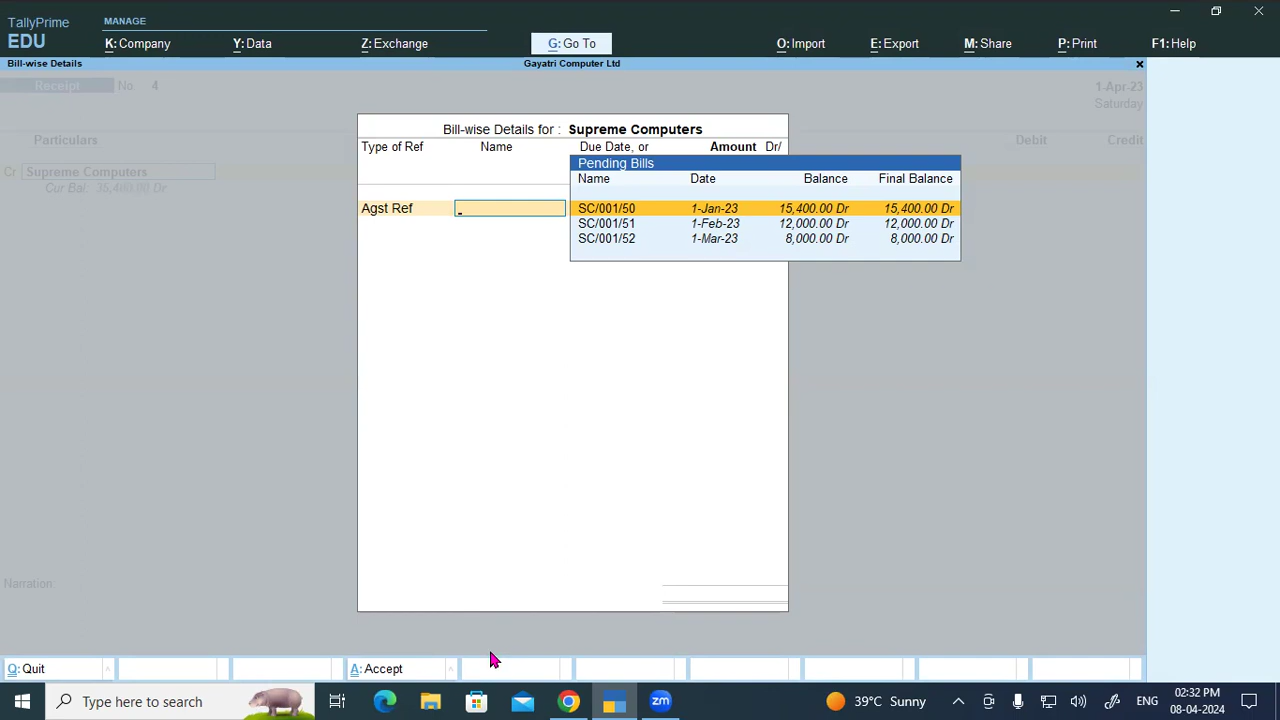 TallyPrime
EDU
MANAGE
K: Company Y: Data Z: Exchange G: Go To O: Import E: Export M: Share P: Print F1: Help
Bill-wise Details Gayatri Computer Ltd ×
Receipt No. 4 1-Apr-23
Saturday
Particulars Debit Credit
Cr Supreme Computers
Cur Bal. 35,400.00 Dr
Bill-wise Details for : Supreme Computers
Type of Ref Name Due Date, or Amount Dr/
Pending Bills
Name Date Balance Final Balance
Agst Ref SC/001/50 1-Jan-23 15,400.00 Dr 15,400.00 Dr
SC/001/51 1-Feb-23 12,000.00 Dr 12,000.00 Dr
SC/001/52 1-Mar-23 8,000.00 Dr 8,000.00 Dr
Narration
Q: Quit A: Accept
Type here to search zm 39°C Sunny ENG 02:32 PM
08-04-2024